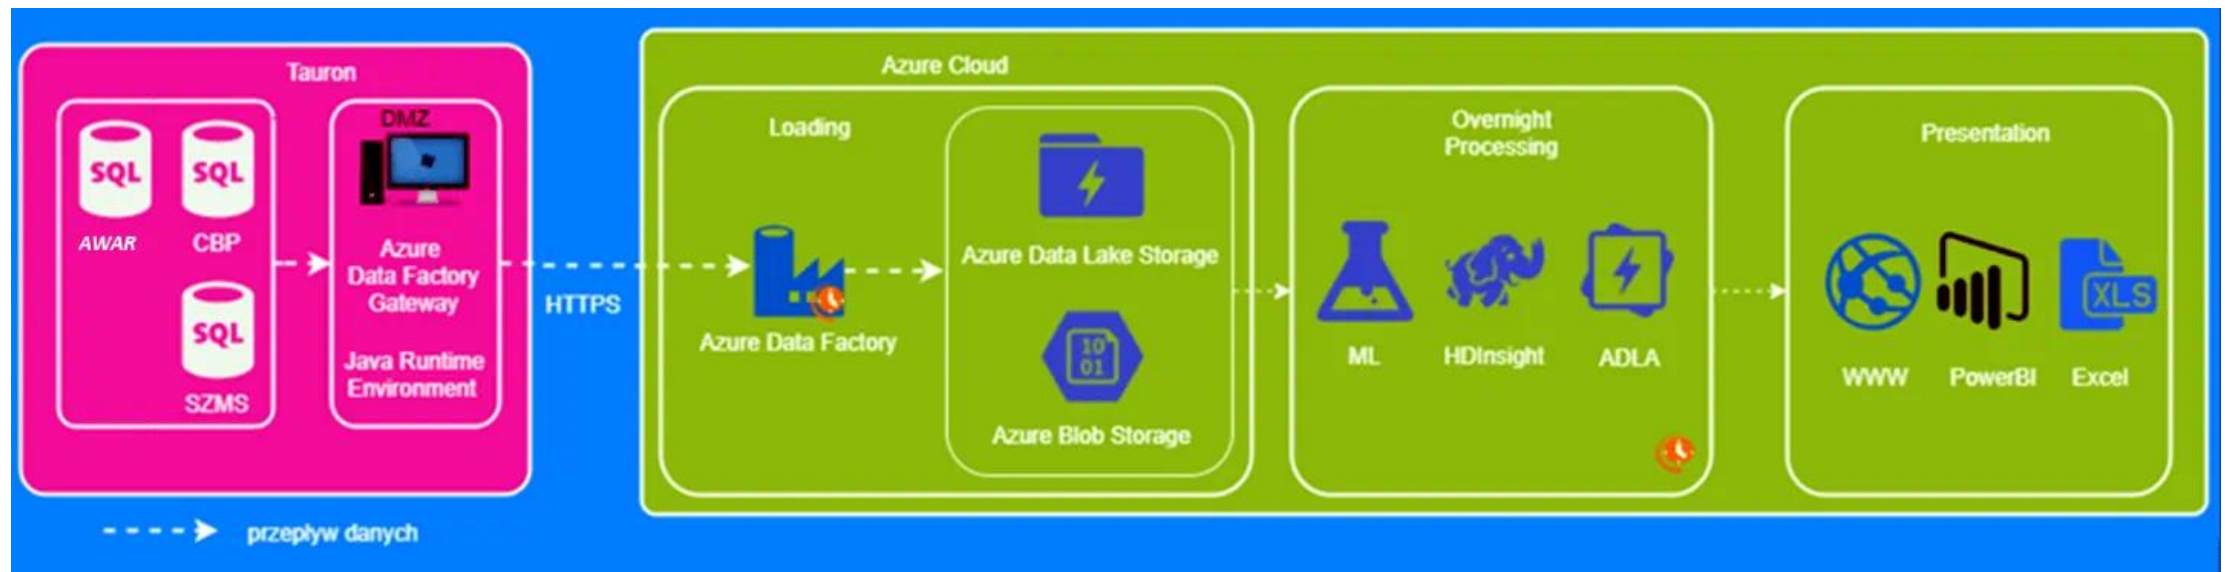 Tauron
SQL
SQL
AWAR
CBP
SQL
SZMS
DMZ
Azure
Data Factory
Gateway
Java Runtime
Environment
HTTPS
Azure Cloud
Loading
Azure Data Factory
Azure Data Lake Storage
10
01
Azure Blob Storage
Overnight
Processing
ML
HDInsight
ADLA
Presentation
XLS
WWW
PowerBI
Excel
przepływ danych